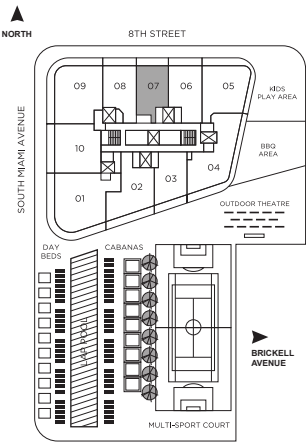 NORTH
8TH STREET
SOUTH MIAMI AVENUE
09
08
07
06
05
KIDS
PLAY AREA
10
BBQ
AREA
04
03
02
01
OUTDOOR THEATRE
DAY
BEDS
CABANAS
LAP POOL
BRICKELL
AVENUE
MULTI-SPORT COURT